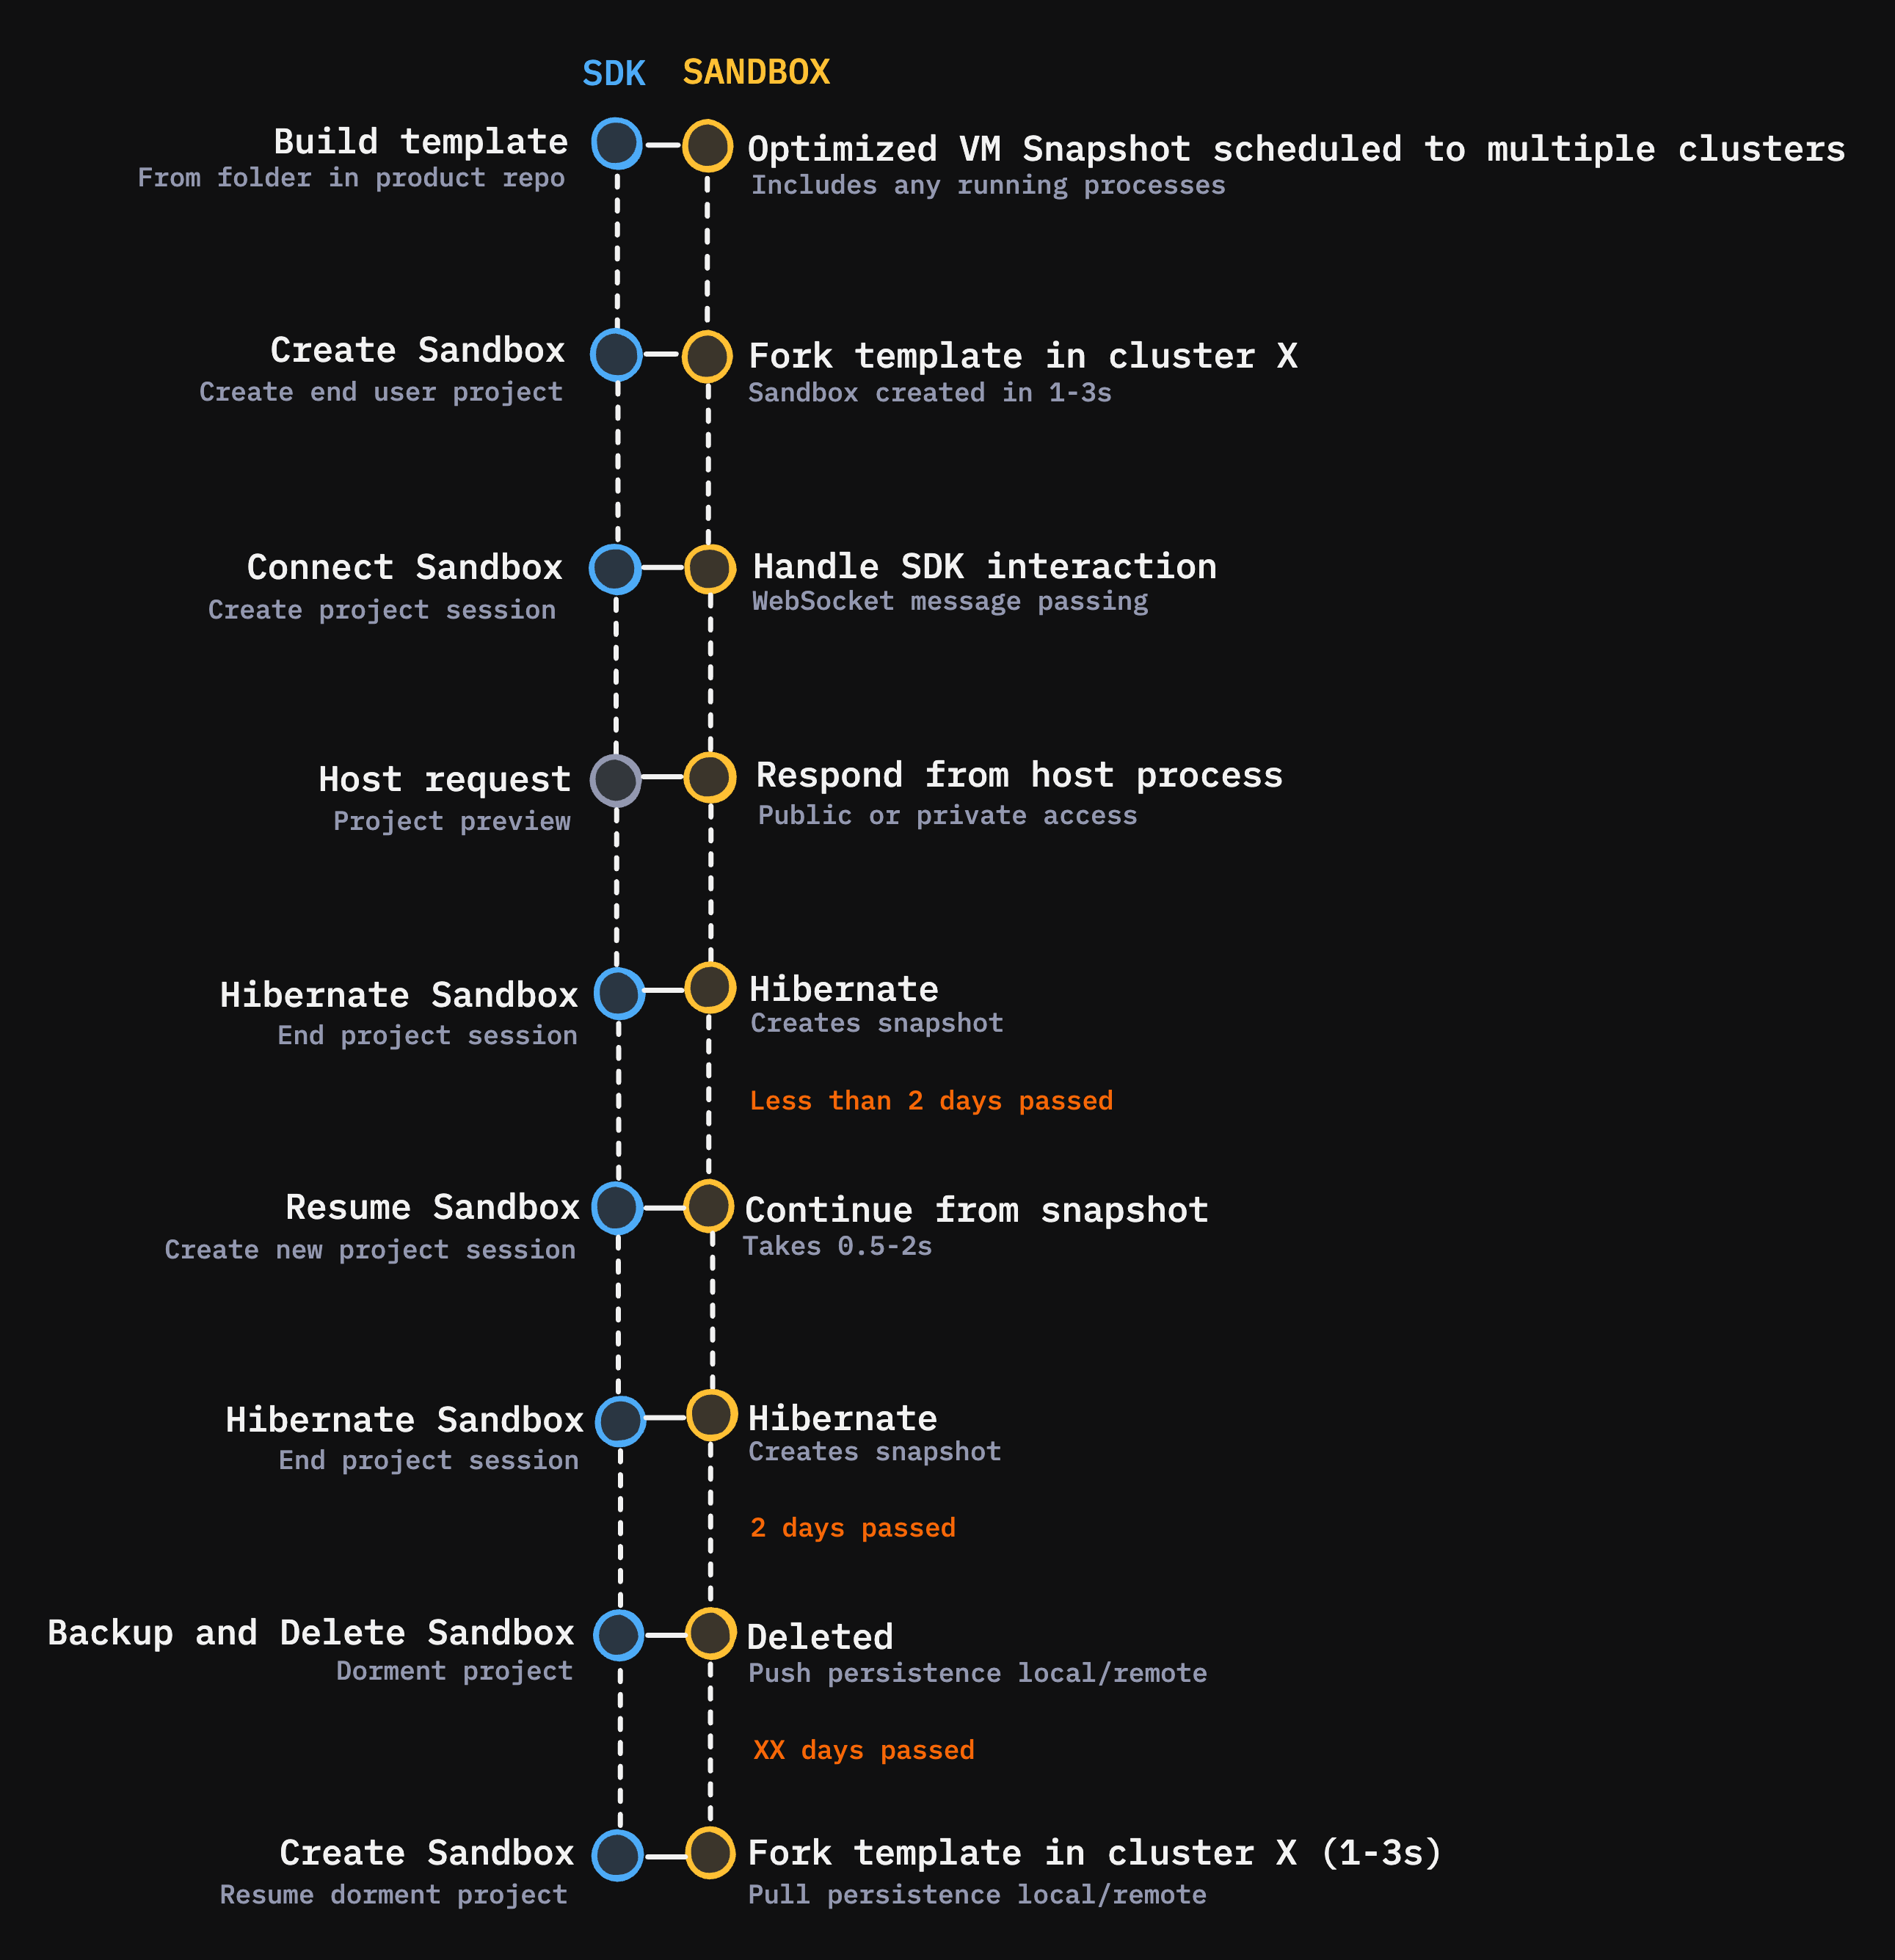 SDK SANDBOX
Build template
From folder in product repo
Optimized VM Snapshot scheduled to multiple clusters
Includes any running processes
Create Sandbox
Create end user project
Fork template in cluster X
Sandbox created in 1-3s
Connect Sandbox
Create project session
Handle SDK interaction
WebSocket message passing
Host request
Project preview
Respond from host process
Public or private access
Hibernate Sandbox
End project session
Hibernate
Creates snapshot
Less than 2 days passed
Resume Sandbox
Create new project session
Continue from snapshot
Takes 0.5-2s
Hibernate Sandbox
End project session
Hibernate
Creates snapshot
2 days passed
Backup and Delete Sandbox
Dorment project
Deleted
Push persistence local/remote
XX days passed
Create Sandbox
Resume dorment project
Fork template in cluster X (1-3s)
Pull persistence local/remote